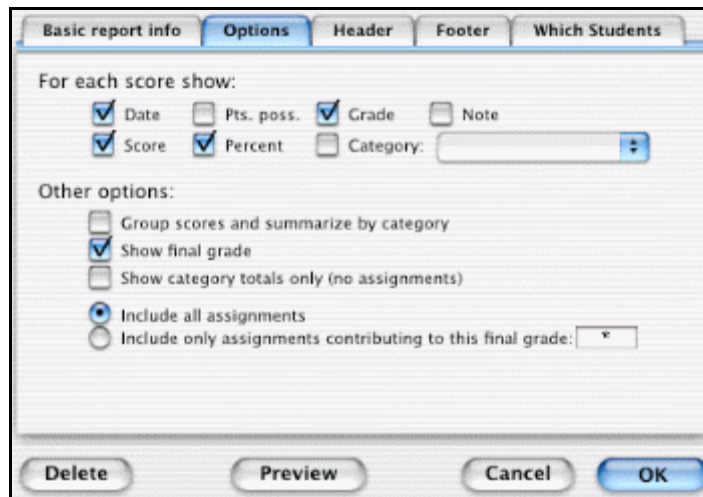 Basic report info Options Header Footer Which Students
For each score show:
Date Pts. poss. Grade Note
Score Percent Category:
Other options:
Group scores and summarize by category
Show final grade
Show category totals only (no assignments)
Include all assignments
Include only assignments contributing to this final grade: *
Delete Preview Cancel OK